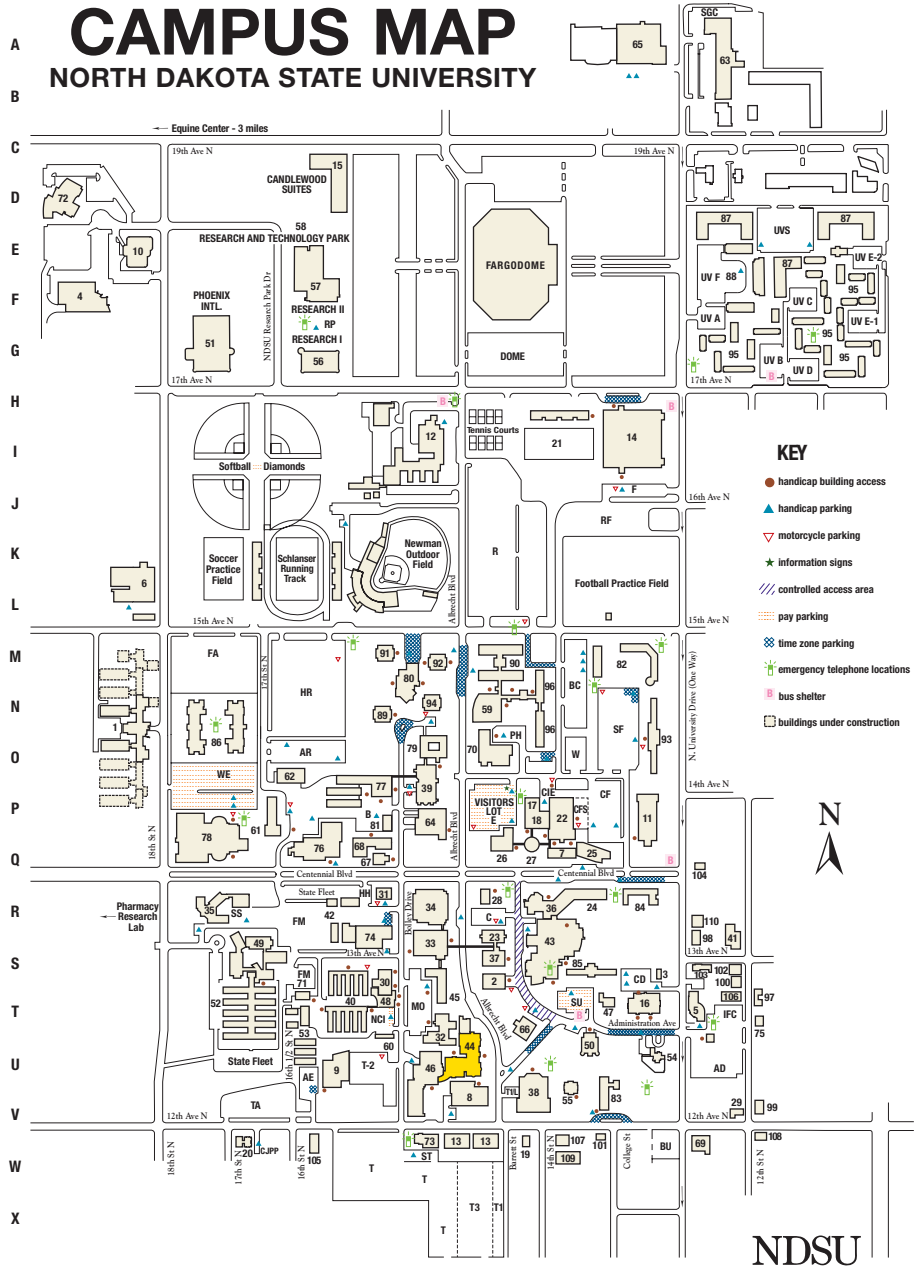 CAMPUS MAP
NORTH DAKOTA STATE UNIVERSITY
A
B
C
D
E
F
G
H
I
J
K
L
M
N
O
P
Q
R
S
T
U
V
W
X
65
SGC
63
Equine Center - 3 miles
19th Ave N
19th Ave N
15
CANDLEWOOD
SUITES
72
58
RESEARCH AND TECHNOLOGY PARK
10
4
57
RESEARCH II
RP
RESEARCH I
56
PHOENIX
INTL.
51
NDSU Research Park Dr
17th Ave N
FARGODOME
DOME
87
UVS
87
87
UV E-2
UV F
88
95
UV C
UV A
UV E-1
95
95
95
UV B
UV D
B
17th Ave N
B
B
12
Tennis Courts
21
14
Softball
Diamonds
F
16th Ave N
RF
R
Newman
Outdoor
Field
Soccer
Practice
Field
Schlanser
Running
Track
Football Practice Field
6
Albrecht Blvd
15th Ave N
15th Ave N
KEY
handicap building access
handicap parking
motorcycle parking
information signs
controlled access area
pay parking
time zone parking
emergency telephone locations
B
bus shelter
buildings under construction
FA
17th St N
HR
91
92
80
94
89
90
96
59
BC
82
N. University Drive (One Way)
1
86
AR
79
70
PH
96
W
SF
93
WE
62
77
39
VISITORS
LOT
E
CIE
17
18
22
CFS
CF
11
14th Ave N
78
61
B
81
64
68
67
76
26
27
7
25
18th St N
Albrecht Blvd
B
Centennial Blvd
Centennial Blvd
104
N
Pharmacy
Research
Lab
35
SS
State Fleet
HH
31
FM
42
74
13th Ave N
34
Bolley Drive
33
28
C
23
37
2
36
24
84
43
85
110
98
41
13th Ave N
49
FM
71
30
48
40
NCI
MO
45
52
53
60
32
44
Albrecht Blvd
66
SU
B
47
CD
3
16
Administration Ave
103
102
100
106
5
IFC
97
75
State Fleet
16th 1/2 St N
AE
9
T-2
46
8
T1/L
38
50
55
83
54
AD
29
99
TA
12th Ave N
12th Ave N
18th St N
17th St N
20
CJPP
16th St N
105
T
73
13
13
ST
T
T
T3
T1
Barrett St
19
14th St N
107
109
101
College St
BU
69
108
12th St N
NDSU